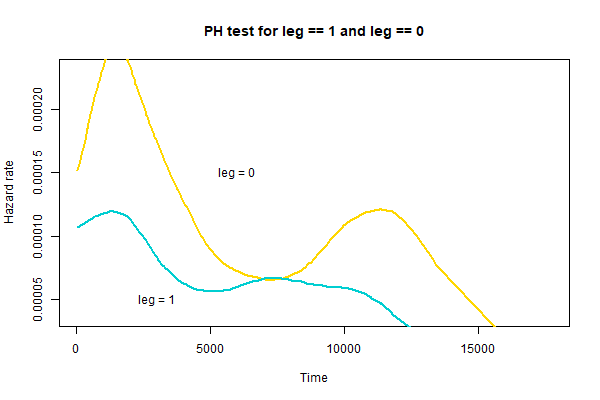 PH test for leg == 1 and leg == 0
Hazard rate
0.00020
0.00015
0.00010
0.00005
leg = 0
leg = 1
0
5000
10000
15000
Time